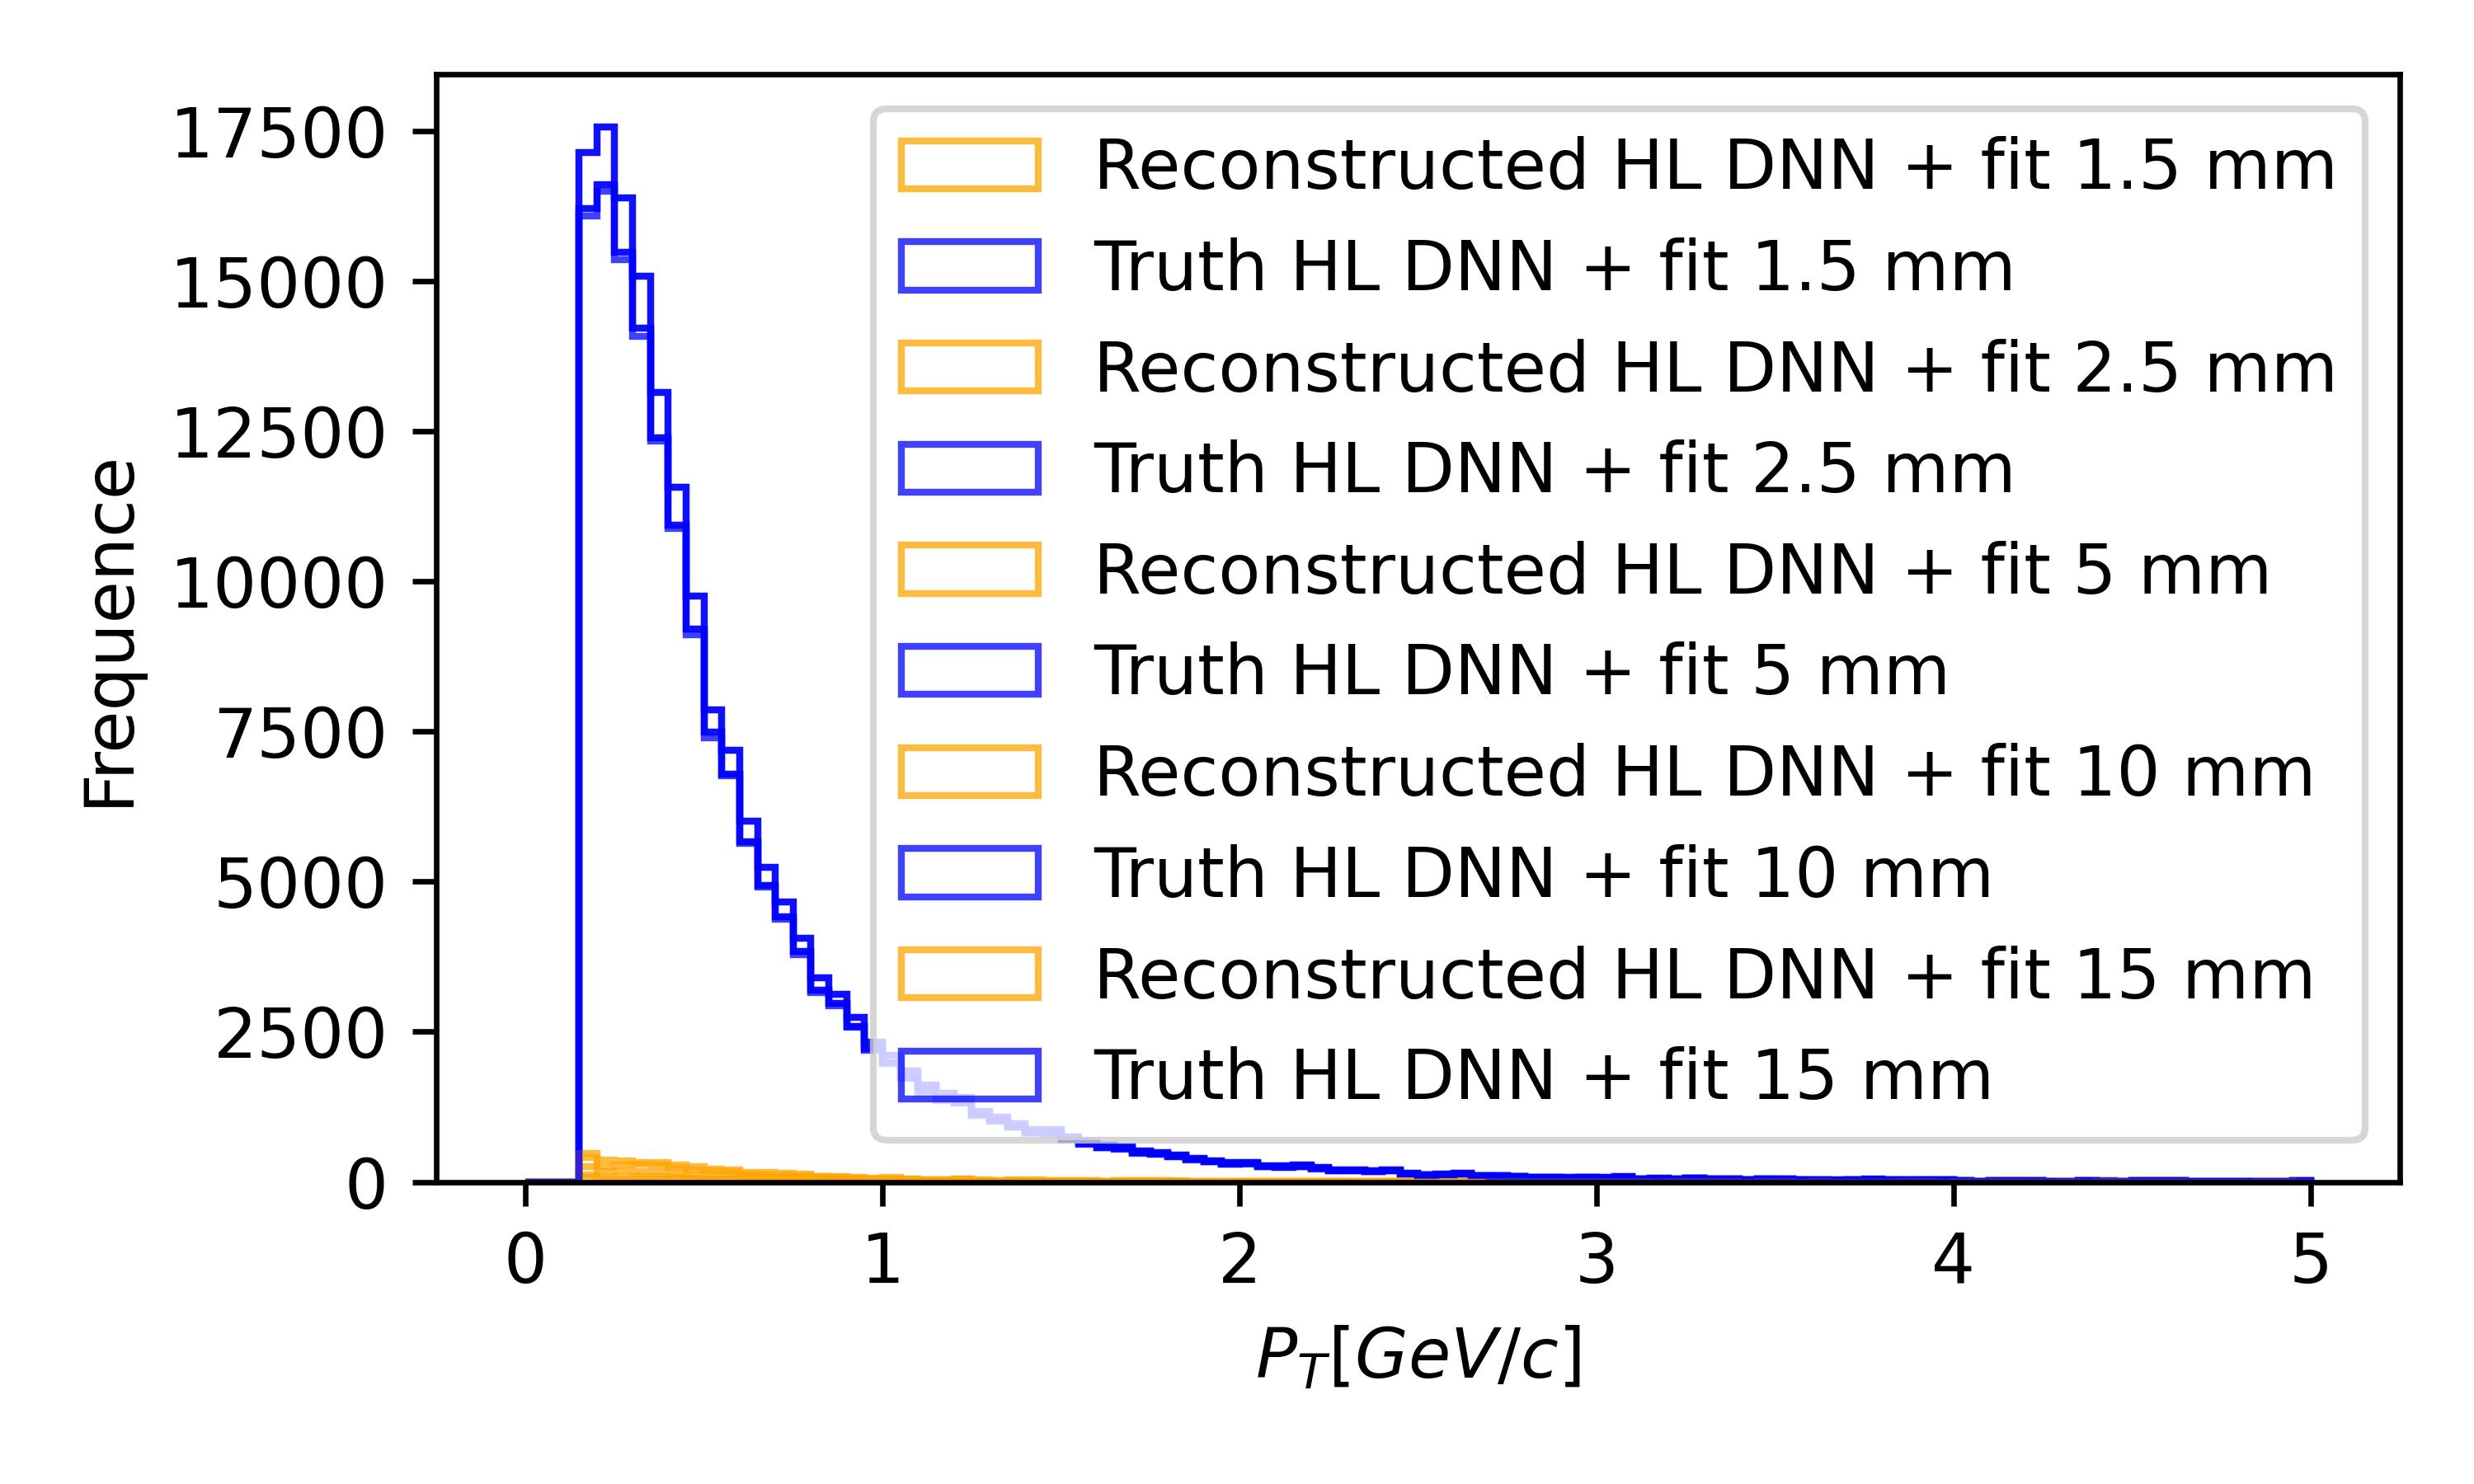 17500
15000
12500
10000
7500
5000
2500
0
Frequence
Reconstructed HL DNN + fit 1.5 mm
Truth HL DNN + fit 1.5 mm
Reconstructed HL DNN + fit 2.5 mm
Truth HL DNN + fit 2.5 mm
Reconstructed HL DNN + fit 5 mm
Truth HL DNN + fit 5 mm
Reconstructed HL DNN + fit 10 mm
Truth HL DNN + fit 10 mm
Reconstructed HL DNN + fit 15 mm
Truth HL DNN + fit 15 mm
0 1 2 3 4 5
P_T[GeV/c]